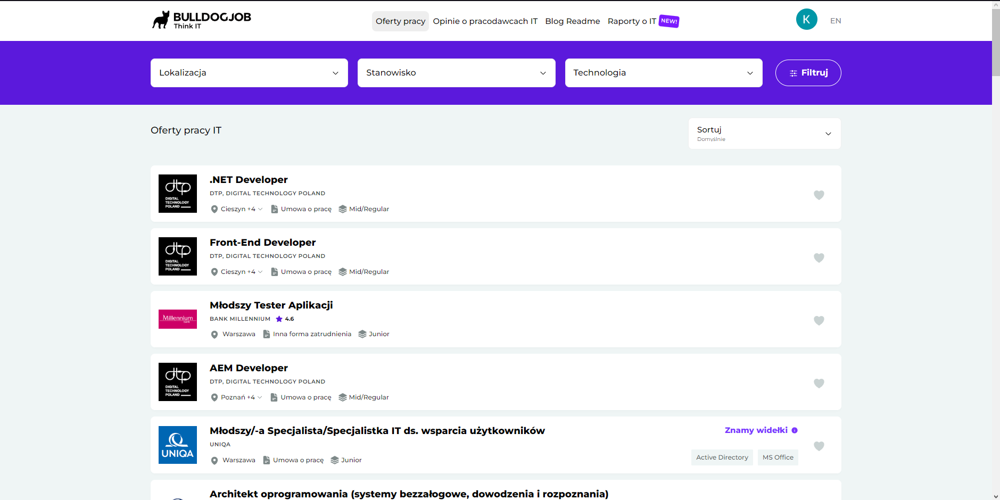 BULLDOGJOB
Think IT
Oferty pracy Opinie o pracodawcach IT Blog Readme Raporty o IT NEW!
K EN
Lokalizacja
Stanowisko
Technologia
Filtruj
Oferty pracy IT
Sortuj
Domyślnie
dtp
DIGITAL
TECHNOLOGY
POLAND
.NET Developer
DTP, DIGITAL TECHNOLOGY POLAND
Cieszyn +4 Umowa o pracę Mid/Regular
dtp
DIGITAL
TECHNOLOGY
POLAND
Front-End Developer
DTP, DIGITAL TECHNOLOGY POLAND
Cieszyn +4 Umowa o pracę Mid/Regular
Millennium
bank
Młodszy Tester Aplikacji
BANK MILLENNIUM 4.6
Warszawa Inna forma zatrudnienia Junior
dtp
DIGITAL
TECHNOLOGY
POLAND
AEM Developer
DTP, DIGITAL TECHNOLOGY POLAND
Poznań +4 Umowa o pracę Mid/Regular
UNIQA
Młodszy/-a Specjalista/Specjalistka IT ds. wsparcia użytkowników
UNIQA
Warszawa Umowa o pracę Junior
Znamy widełki
Active Directory MS Office
Architekt oprogramowania (systemy bezzałogowe, dowodzenia i rozpoznania)